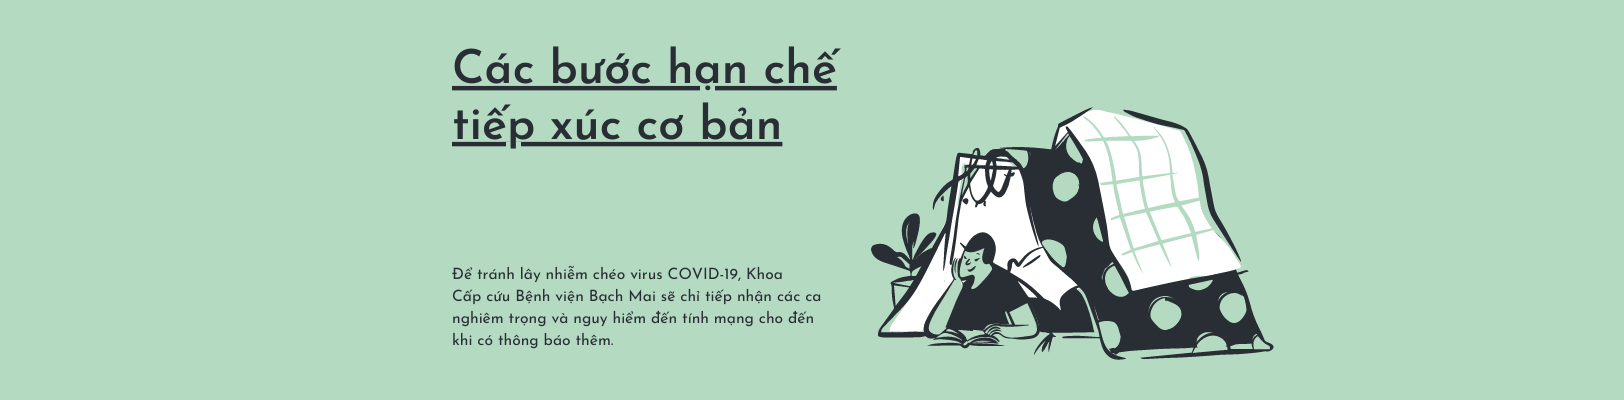 Các bước hạn chế
tiếp xúc cơ bản
Để tránh lây nhiễm chéo virus COVID-19, Khoa
Cấp cứu Bệnh viện Bạch Mai sẽ chỉ tiếp nhận các ca
nghiêm trọng và nguy hiểm đến tính mạng cho đến
khi có thông báo thêm.